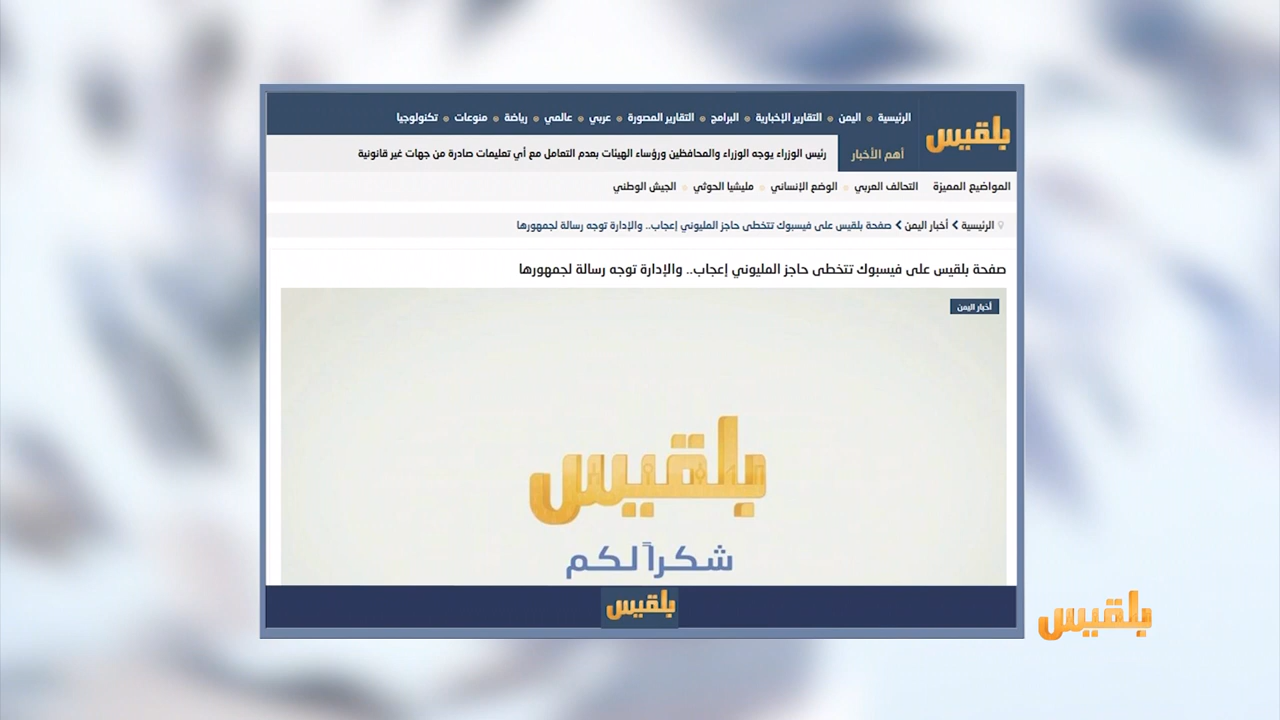 بلقيس
الرئيسية • اليمن • التقارير الإخبارية • البرامج • التقارير المصورة • عربي • عالمي • رياضة • منوعات • تكنولوجيا
أهم الأخبار
رئيس الوزراء يوجه الوزراء والمحافظين ورؤساء الهيئات بعدم التعامل مع أي تعليمات صادرة من جهات غير قانونية
المواضيع المميزة التحالف العربي • الوضع الإنساني • مليشيا الحوثي • الجيش الوطني
الرئيسية > أخبار اليمن > صفحة بلقيس على فيسبوك تتخطى حاجز المليوني إعجاب.. والإدارة توجه رسالة لجمهورها
صفحة بلقيس على فيسبوك تتخطى حاجز المليوني إعجاب.. والإدارة توجه رسالة لجمهورها
أخبار اليمن
بلقيس
شكراً لكم
بلقيس
بلقيس